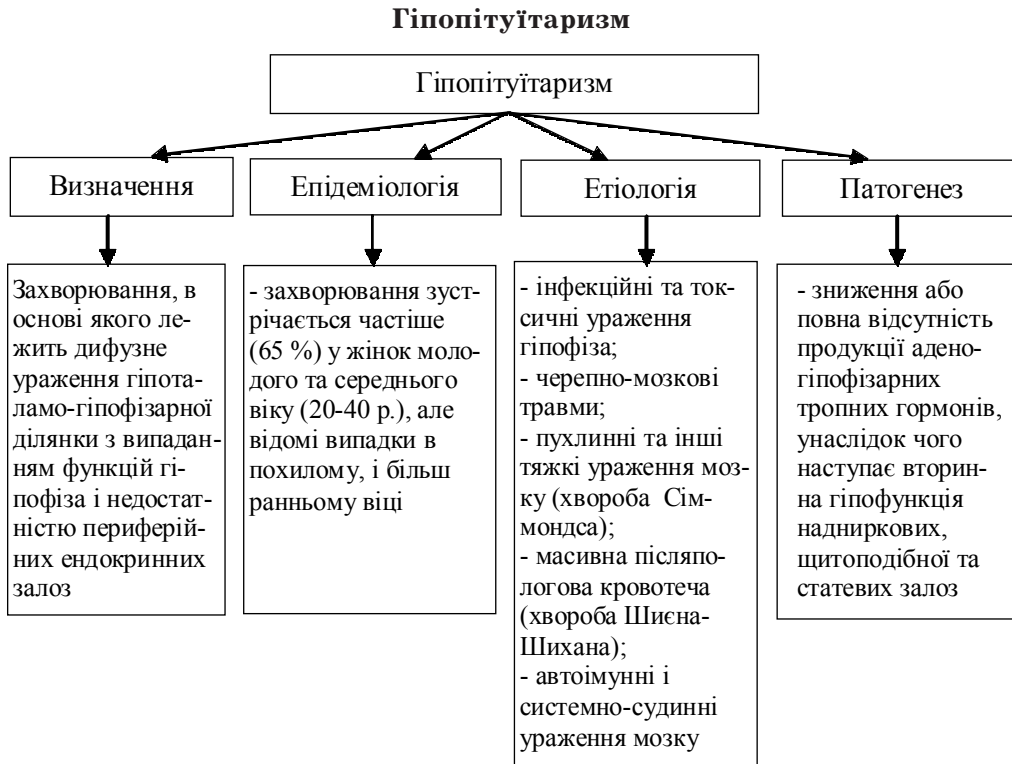 Гіпопітуїтаризм
Гіпопітуїтаризм
Визначення
Епідеміологія
Етіологія
Патогенез
Захворювання, в
основі якого ле-
жить дифузне
ураження гіпота-
ламо-гіпофізарної
ділянки з випадан-
ням функцій гі-
пофіза і недостат-
ністю периферій-
них ендокринних
залоз
- захворювання зуст-
річається частіше
(65 %) у жінок моло-
дого та середнього
віку (20-40 р.), але
відомі випадки в
похилому, і більш
ранньому віці
- інфекційні та ток-
сичні ураження
гіпофіза;
- черепно-мозкові
травми;
- пухлинні та інші
тяжкі ураження моз-
ку (хвороба Сім-
мондса);
- масивна післяпо-
логова кровотеча
(хвороба Шиєна-
Шихана);
- автоімунні і
системно-судинні
ураження мозку
- зниження або
повна відсутність
продукції адено-
гіпофізарних
тропних гормонів,
унаслідок чого
наступає вторин-
на гіпофункція
надниркових,
щитоподібної та
статевих залоз